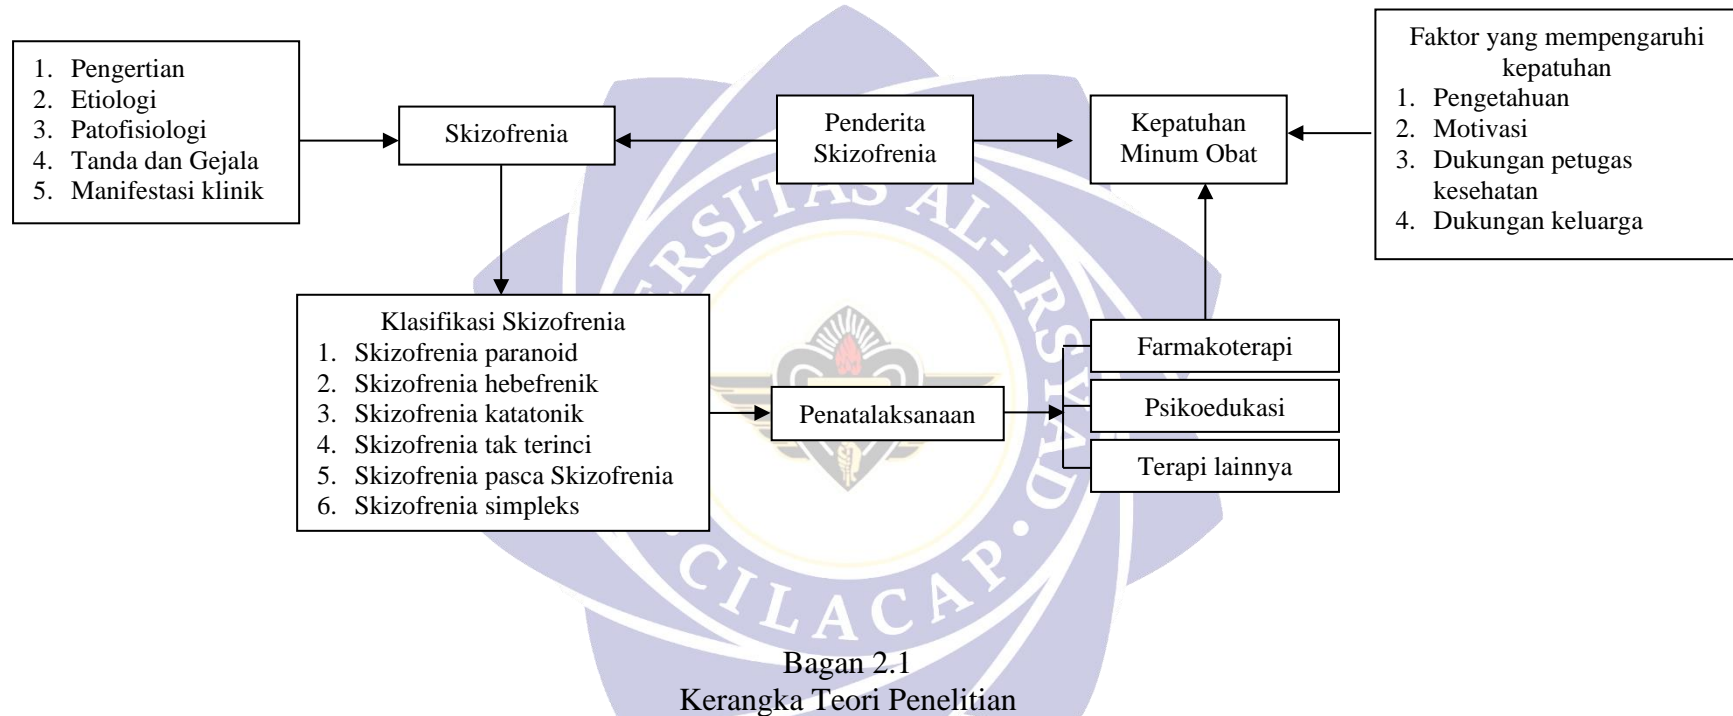 1. Pengertian
2. Etiologi
3. Patofisiologi
4. Tanda dan Gejala
5. Manifestasi klinik
Skizofrenia
Penderita
Skizofrenia
Kepatuhan
Minum Obat
Faktor yang mempengaruhi
kepatuhan
1. Pengetahuan
2. Motivasi
3. Dukungan petugas
kesehatan
4. Dukungan keluarga
Klasifikasi Skizofrenia
1. Skizofrenia paranoid
2. Skizofrenia hebefrenik
3. Skizofrenia katatonik
4. Skizofrenia tak terinci
5. Skizofrenia pasca Skizofrenia
6. Skizofrenia simpleks
Penatalaksanaan
Farmakoterapi
Psikoedukasi
Terapi lainnya
AL-IRSYAD
• CILACAP •
Bagan 2.1
Kerangka Teori Penelitian